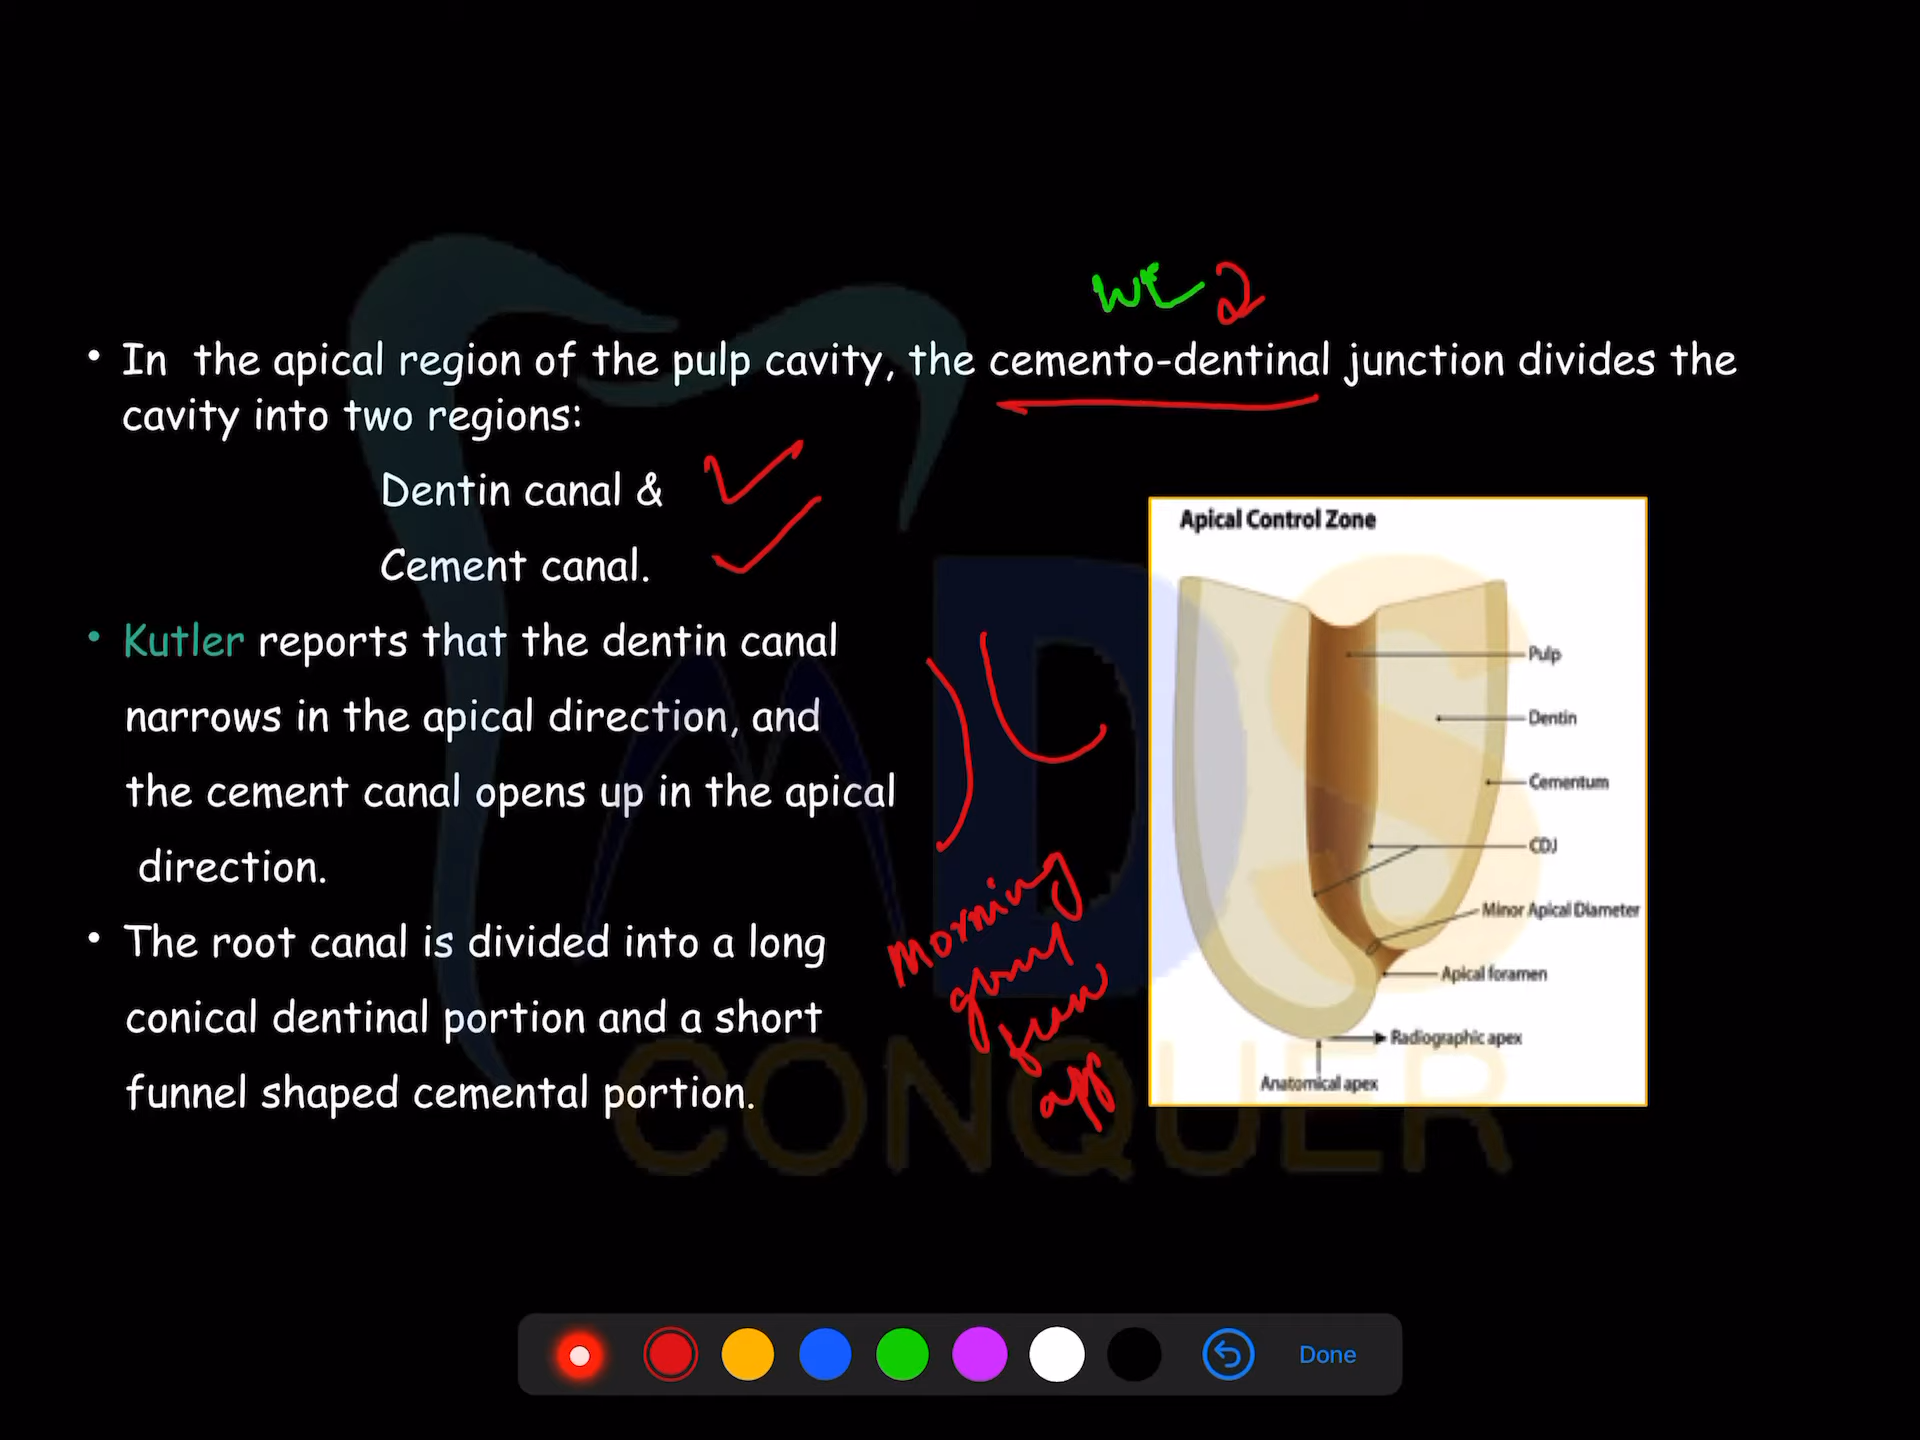 WL 2
• In the apical region of the pulp cavity, the cemento-dentinal junction divides the
cavity into two regions:
Dentin canal &
Cement canal.
• Kutler reports that the dentin canal
narrows in the apical direction, and
the cement canal opens up in the apical
direction.
• The root canal is divided into a long
conical dentinal portion and a short
funnel shaped cemental portion.
Morning
app
Apical Control Zone
Pulp
Dentin
Cementum
CDJ
Minor Apical Diameter
Apical foramen
Radiographic apex
Anatomical apex
MDS
CONQUER
Done